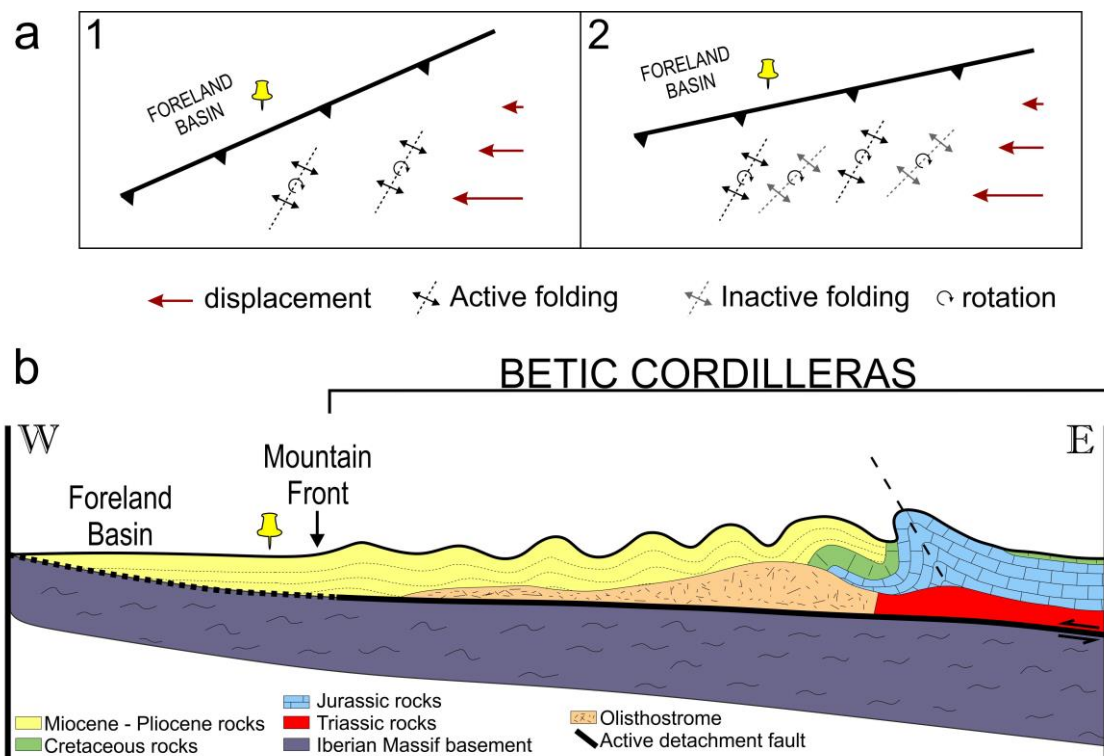 a
1
FORELAND
BASIN
2
FORELAND
BASIN
displacement
Active folding
Inactive folding
rotation
b
BETIC CORDILLERAS
W
E
Mountain
Front
Foreland
Basin
Miocene - Pliocene rocks
Cretaceous rocks
Jurassic rocks
Triassic rocks
Iberian Massif basement
Olisthostrome
Active detachment fault